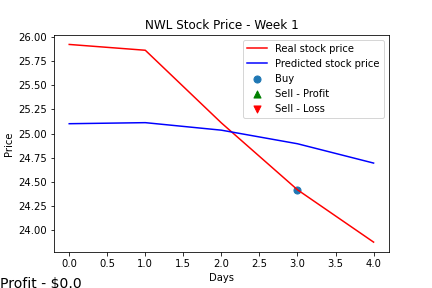 NWL Stock Price - Week 1
26.00
25.75
25.50
25.25
25.00
24.75
24.50
24.25
24.00
Price
Real stock price
Predicted stock price
Buy
Sell - Profit
Sell - Loss
0.0 0.5 1.0 1.5 2.0 2.5 3.0 3.5 4.0
Days
Profit - $0.0